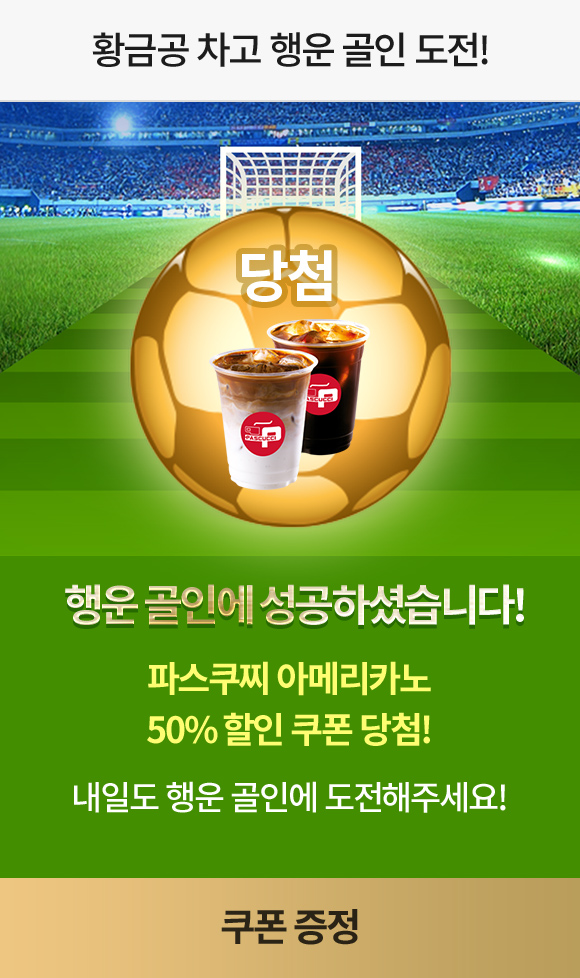 황금공 차고 행운 골인 도전!
당첨
PASCUCCI
PASCUCCI
행운 골인에 성공하셨습니다!
파스쿠찌 아메리카노
50% 할인 쿠폰 당첨!
내일도 행운 골인에 도전해주세요!
쿠폰 증정